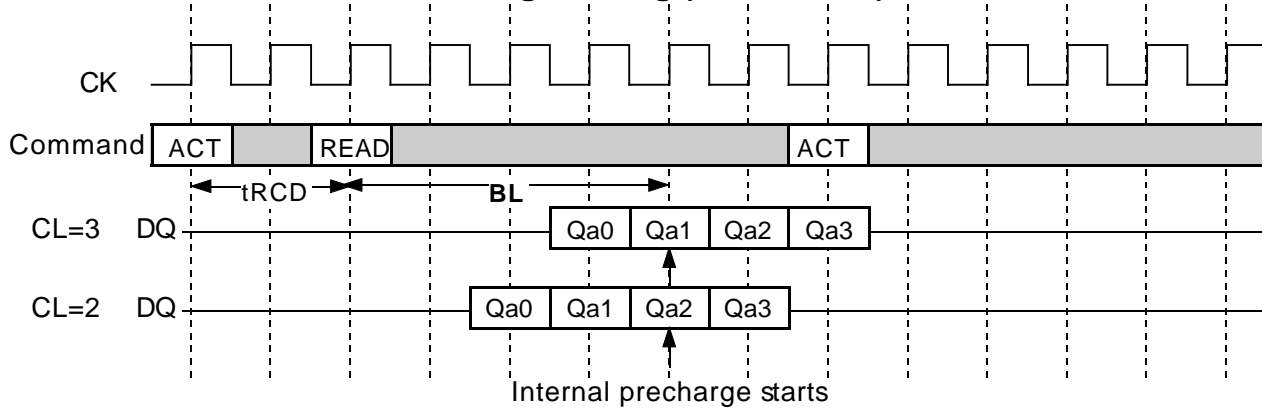 CK
Command ACT READ ACT
tRCD BL
CL=3 DQ Qa0 Qa1 Qa2 Qa3
CL=2 DQ Qa0 Qa1 Qa2 Qa3
Internal precharge starts